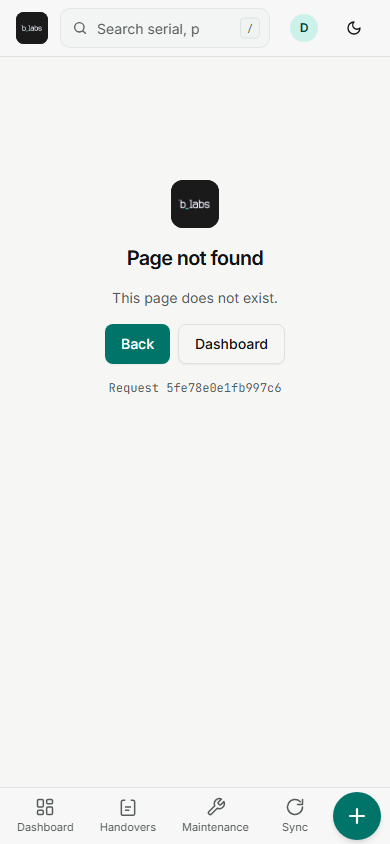 b_labs
Search serial, p
/
D
b_labs
Page not found
This page does not exist.
Back
Dashboard
Request 5fe78e0e1fb997c6
Dashboard
Handovers
Maintenance
Sync